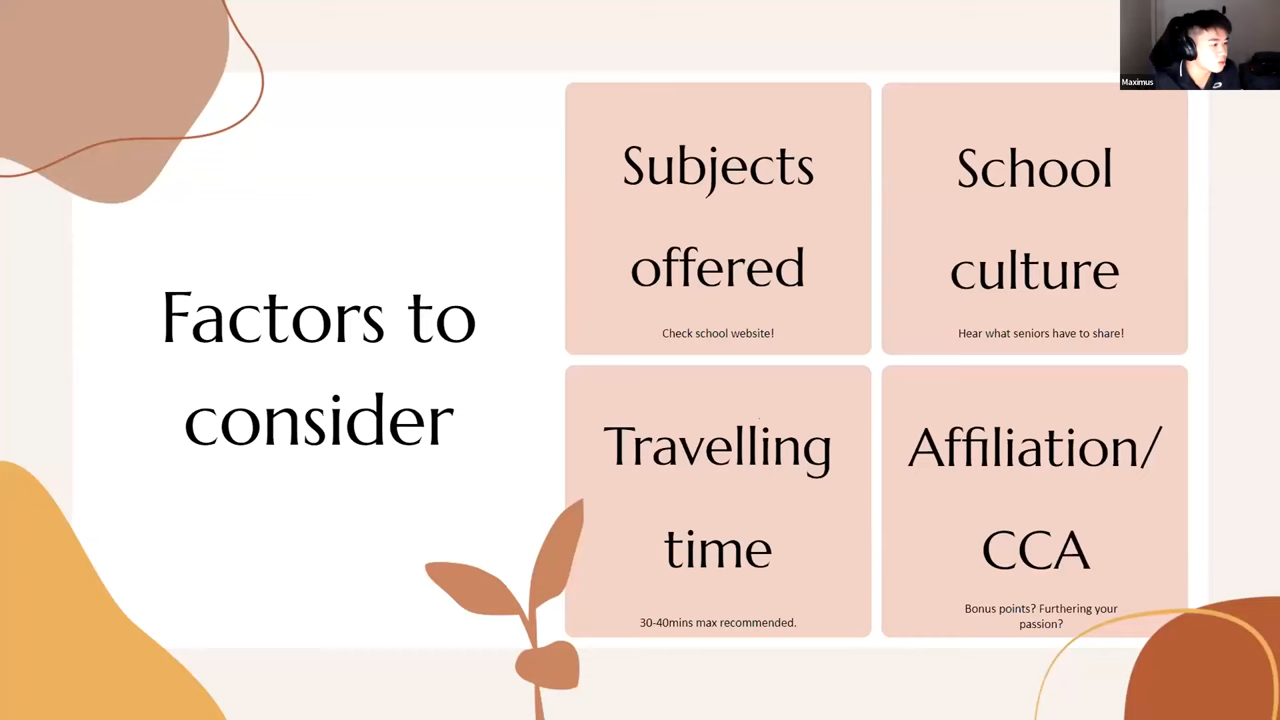 Maximus
Factors to
consider
Subjects
offered
Check school website!
School
culture
Hear what seniors have to share!
Travelling
time
30-40mins max recommended.
Affiliation/
CCA
Bonus points? Furthering your
passion?